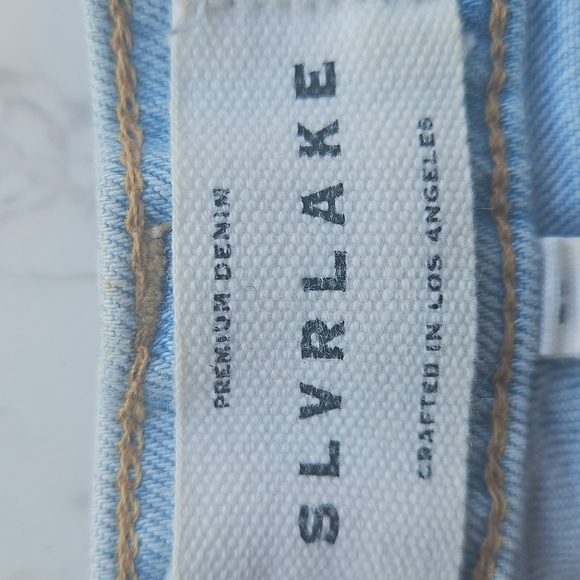 PREMIUM DENIM
SLVRLAKE
CRAFTED IN LOS ANGELES